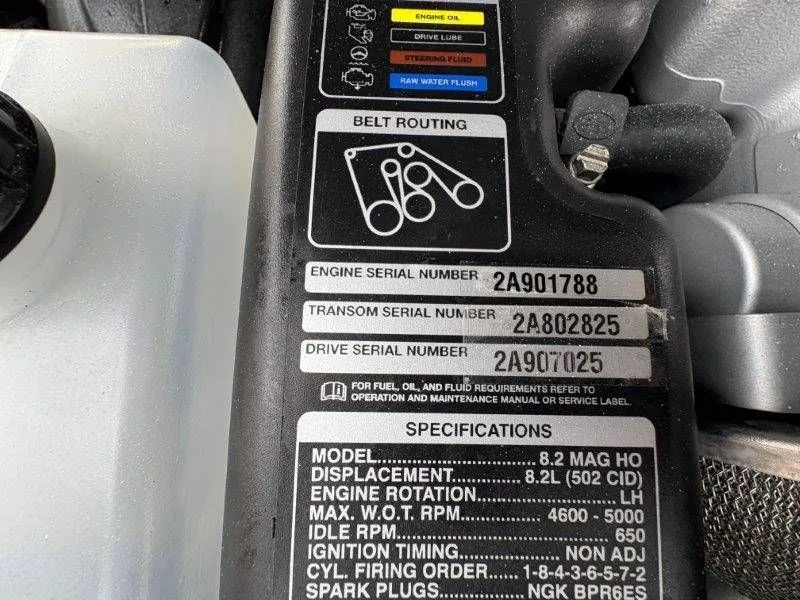 ENGINE OIL
DRIVE LUBE
STEERING FLUID
RAW WATER FLUSH
BELT ROUTING
ENGINE SERIAL NUMBER 2A901788
TRANSOM SERIAL NUMBER 2A802825
DRIVE SERIAL NUMBER 2A907025
FOR FUEL, OIL, AND FLUID REQUIREMENTS REFER TO
OPERATION AND MAINTENANCE MANUAL OR SERVICE LABEL.
SPECIFICATIONS
MODEL..................................8.2 MAG HO
DISPLACEMENT................8.2L (502 CID)
ENGINE ROTATION............................LH
MAX. W.O.T. RPM.................4600 - 5000
IDLE RPM..........................................650
IGNITION TIMING.....................NON ADJ
CYL. FIRING ORDER......1-8-4-3-6-5-7-2
SPARK PLUGS................NGK BPR6ES